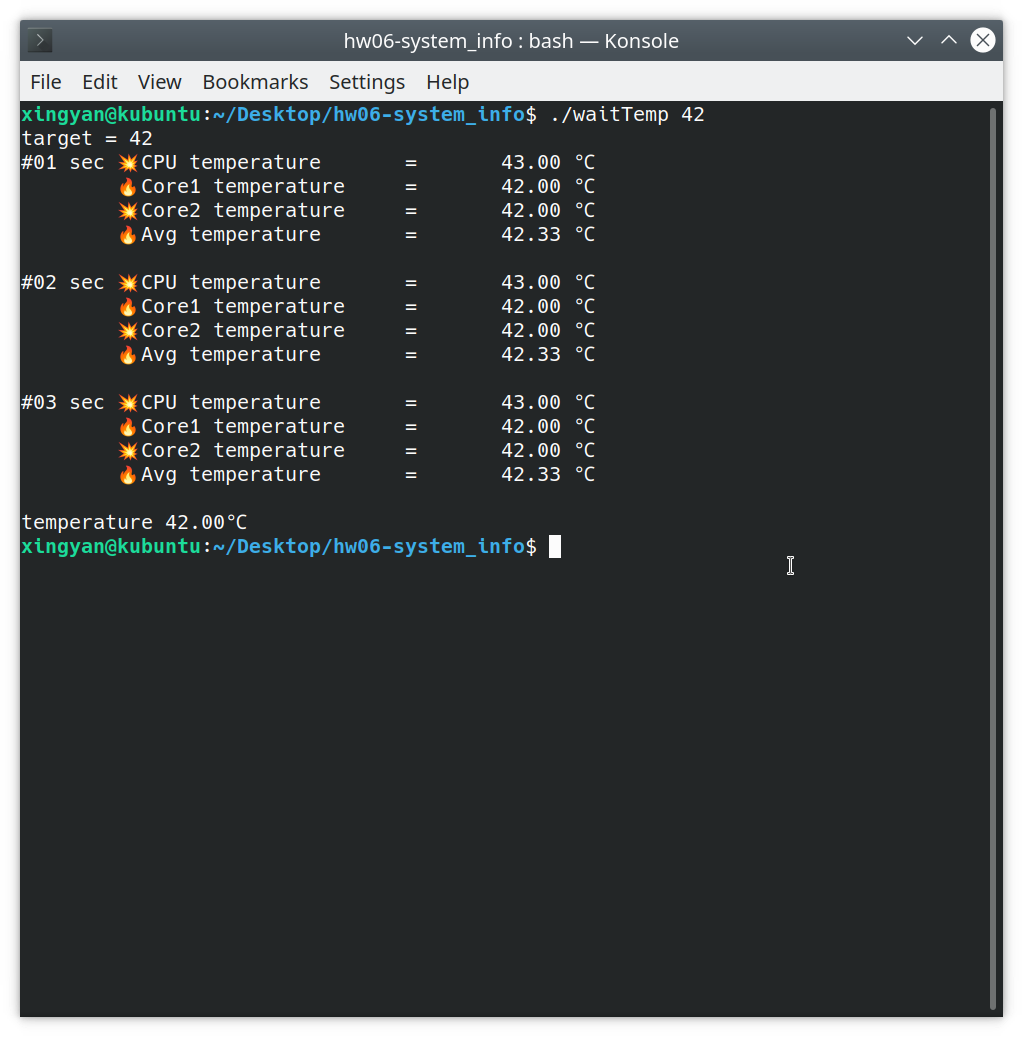 hw06-system_info : bash — Konsole
File Edit View Bookmarks Settings Help
xingyan@kubuntu:~/Desktop/hw06-system_info$ ./waitTemp 42
target = 42
#01 sec 💥CPU temperature = 43.00 °C
🔥Core1 temperature = 42.00 °C
💥Core2 temperature = 42.00 °C
🔥Avg temperature = 42.33 °C
#02 sec 💥CPU temperature = 43.00 °C
🔥Core1 temperature = 42.00 °C
💥Core2 temperature = 42.00 °C
🔥Avg temperature = 42.33 °C
#03 sec 💥CPU temperature = 43.00 °C
🔥Core1 temperature = 42.00 °C
💥Core2 temperature = 42.00 °C
🔥Avg temperature = 42.33 °C
temperature 42.00°C
xingyan@kubuntu:~/Desktop/hw06-system_info$